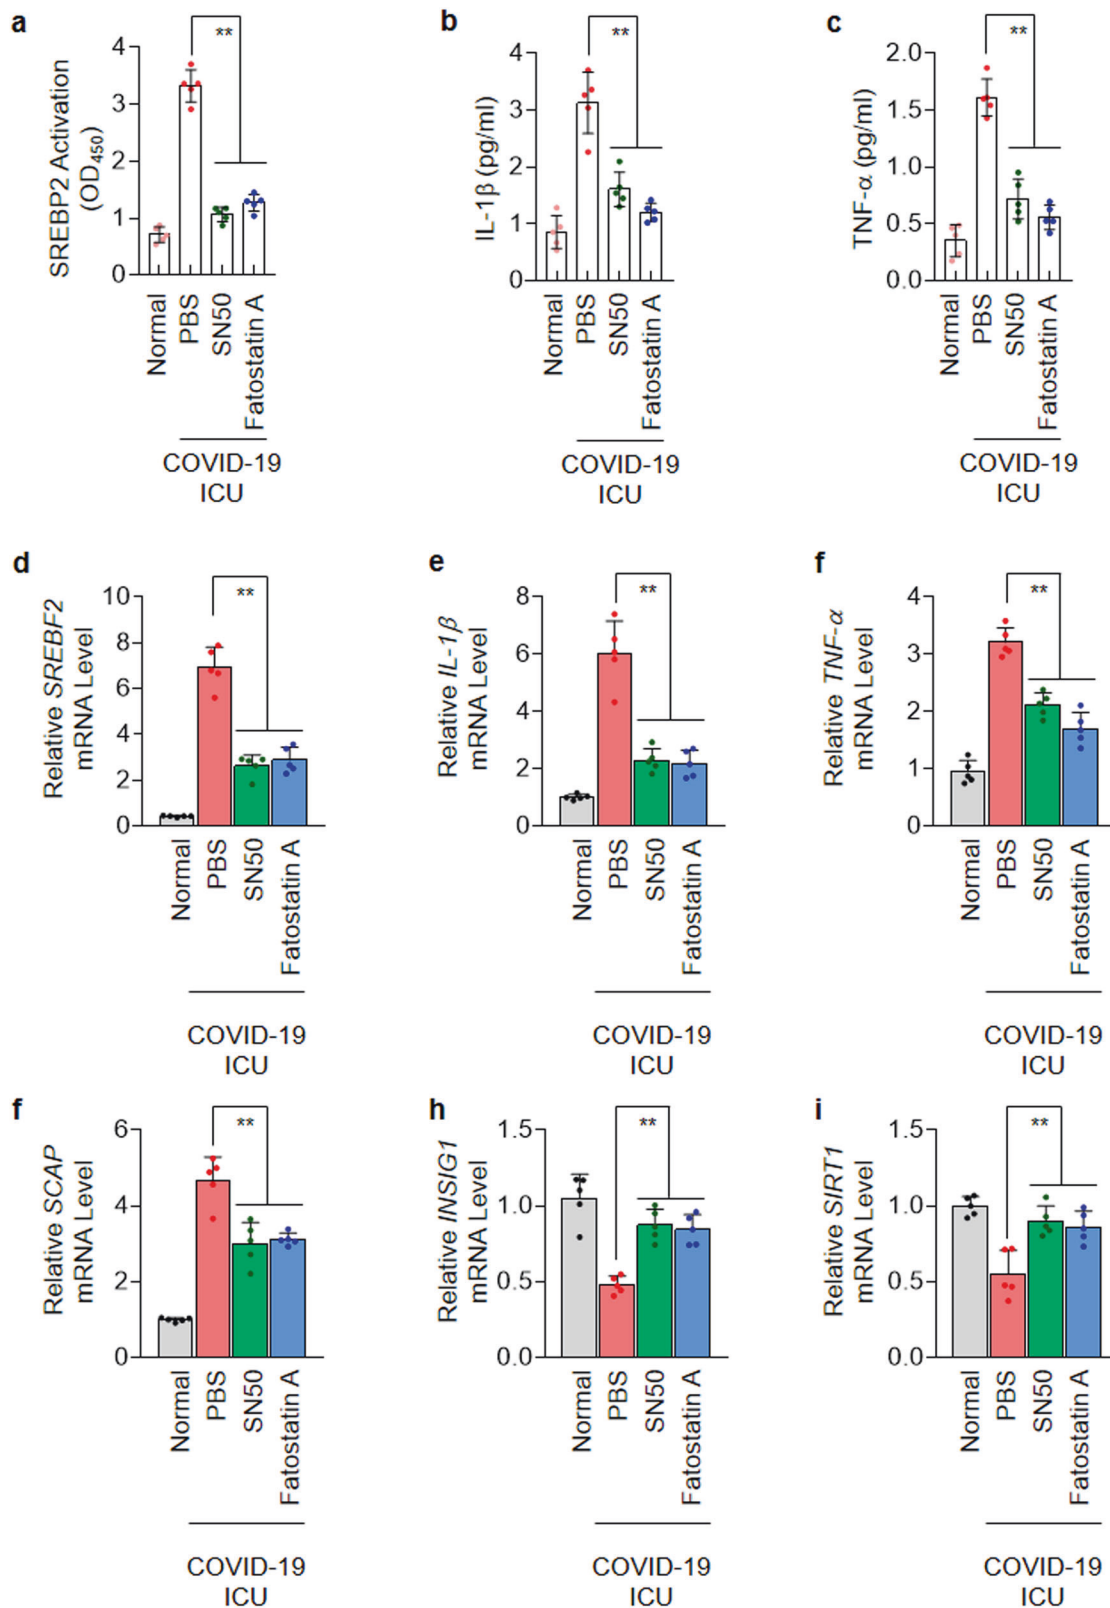 a
SREBP2 Activation
(OD450)
4
3
2
1
0
**
Normal
PBS
SN50
Fatostatin A
COVID-19
ICU
b
IL-1β (pg/ml)
4
3
2
1
0
**
Normal
PBS
SN50
Fatostatin A
COVID-19
ICU
c
TNF-α (pg/ml)
2.0
1.5
1.0
0.5
0.0
**
Normal
PBS
SN50
Fatostatin A
COVID-19
ICU
d
Relative SREBF2
mRNA Level
10
8
6
4
2
0
**
Normal
PBS
SN50
Fatostatin A
COVID-19
ICU
e
Relative IL-1β
mRNA Level
8
6
4
2
0
**
Normal
PBS
SN50
Fatostatin A
COVID-19
ICU
f
Relative TNF-α
mRNA Level
4
3
2
1
0
**
Normal
PBS
SN50
Fatostatin A
COVID-19
ICU
f
Relative SCAP
mRNA Level
6
4
2
0
**
Normal
PBS
SN50
Fatostatin A
COVID-19
ICU
h
Relative INSIG1
mRNA Level
1.5
1.0
0.5
0.0
**
Normal
PBS
SN50
Fatostatin A
COVID-19
ICU
i
Relative SIRT1
mRNA Level
1.5
1.0
0.5
0.0
**
Normal
PBS
SN50
Fatostatin A
COVID-19
ICU